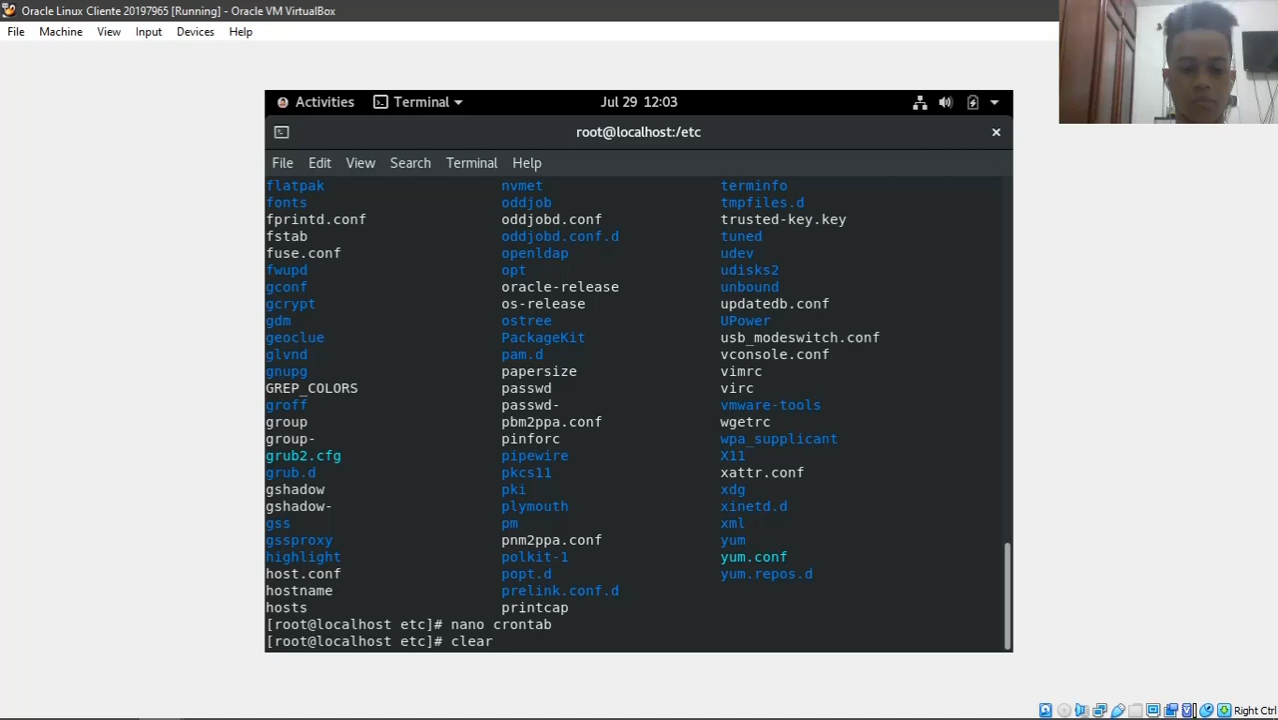 Oracle Linux Cliente 20197965 [Running] - Oracle VM VirtualBox
File Machine View Input Devices Help
Activities Terminal Jul 29 12:03
root@localhost:/etc
File Edit View Search Terminal Help
flatpak nvmet terminfo
fonts oddjob tmpfiles.d
fprintd.conf oddjobd.conf trusted-key.key
fstab oddjobd.conf.d tuned
fuse.conf openldap udev
fwupd opt udisks2
gconf oracle-release unbound
gcrypt os-release updatedb.conf
gdm ostree UPower
geoclue PackageKit usb_modeswitch.conf
glvnd pam.d vconsole.conf
gnupg papersize vimrc
GREP_COLORS passwd virc
groff passwd- vmware-tools
group pbm2ppa.conf wgetrc
group- pinforc wpa_supplicant
grub2.cfg pipewire X11
grub.d pkcs11 xattr.conf
gshadow pki xdg
gshadow- plymouth xinetd.d
gss pm xml
gssproxy pnm2ppa.conf yum
highlight polkit-1 yum.conf
host.conf popt.d yum.repos.d
hostname prelink.conf.d
hosts printcap
[root@localhost etc]# nano crontab
[root@localhost etc]# clear
Right Ctrl